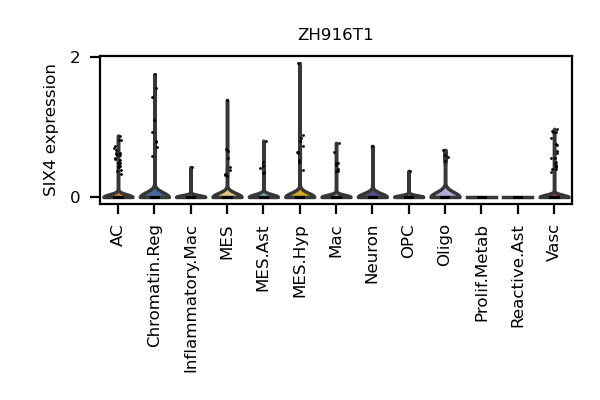 ZH916T1
SIX4 expression
2
0
AC
Chromatin.Reg
Inflammatory.Mac
MES
MES.Ast
MES.Hyp
Mac
Neuron
OPC
Oligo
Prolif.Metab
Reactive.Ast
Vasc